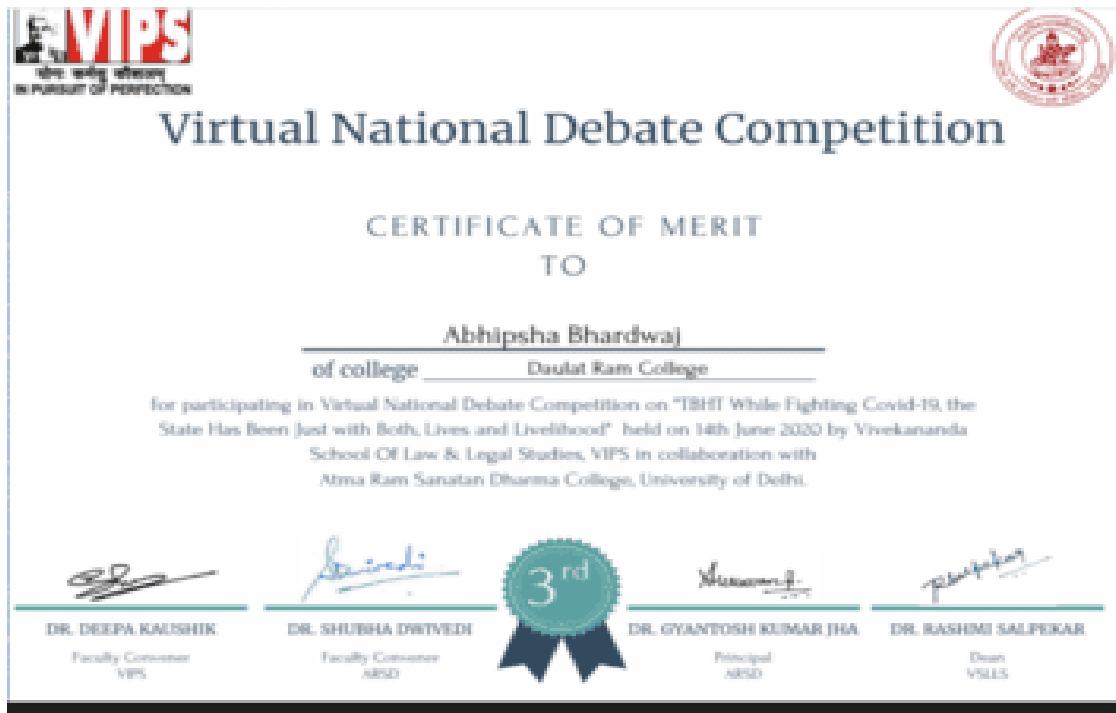 VIPS
योगः कर्मसु कौशलम्
IN PURSUIT OF PERFECTION
Virtual National Debate Competition
CERTIFICATE OF MERIT
TO
Abhipsha Bhardwaj
of college Daulat Ram College
for participating in Virtual National Debate Competition on "TBHT While Fighting Covid-19, the
State Has Been Just with Both, Lives and Livelihood" held on 14th June 2020 by Vivekananda
School Of Law & Legal Studies, VIPS in collaboration with
Atma Ram Sanatan Dharma College, University of Delhi.
3rd
DR. DEEPA KAUSHIK
Faculty Convener
VIPS
DR. SHUBHA DWIVEDI
Faculty Convener
ARSD
DR. GYANTOSH KUMAR JHA
Principal
ARSD
DR. RASHMI SALPEKAR
Dean
VSLLS